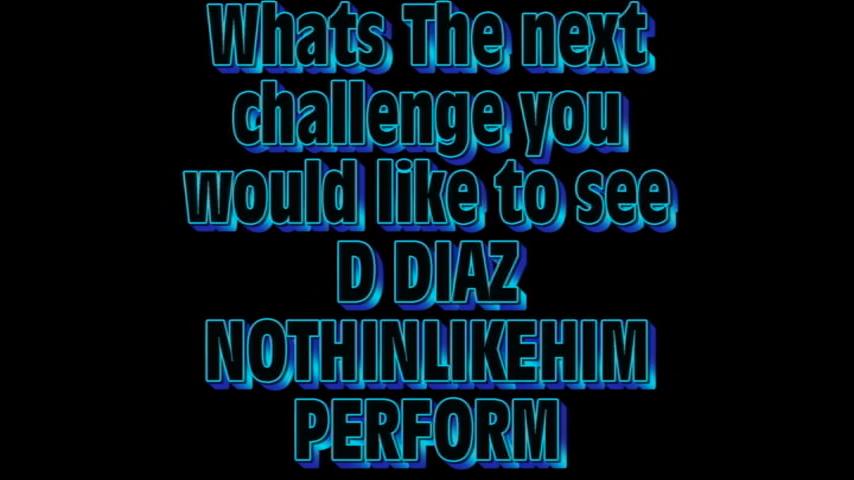 Whats The next
challenge you
would like to see
D DIAZ
NOTHINLIKEHIM
PERFORM